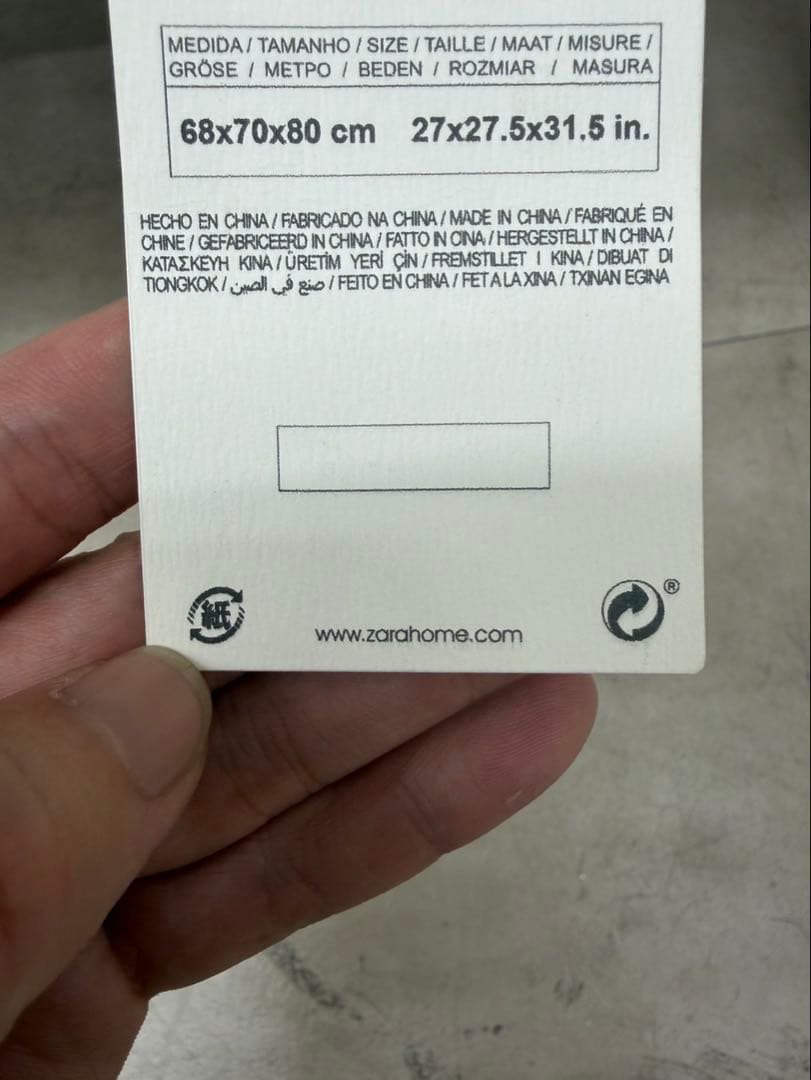 MEDIDA / TAMANHO / SIZE / TAILLE / MAAT / MISURE /
GRÖSE / ΜΕΤΡΟ / BEDEN / ROZMIAR / MASURA
68x70x80 cm 27x27.5x31.5 in.
HECHO EN CHINA / FABRICADO NA CHINA / MADE IN CHINA / FABRIQUÉ EN
CHINE / GEFABRICEERD IN CHINA / FATTO IN CINA / HERGESTELLT IN CHINA /
ΚΑΤΑΣΚΕΥΗ ΚΙΝΑ / ÜRETİM YERİ ÇİN / FREMSTILLET I KINA / DIBUAT DI
TIONGKOK / صنع في الصين / FEITO EN CHINA / FET A LA XINA / TXINAN EGINA
紙
www.zarahome.com
®